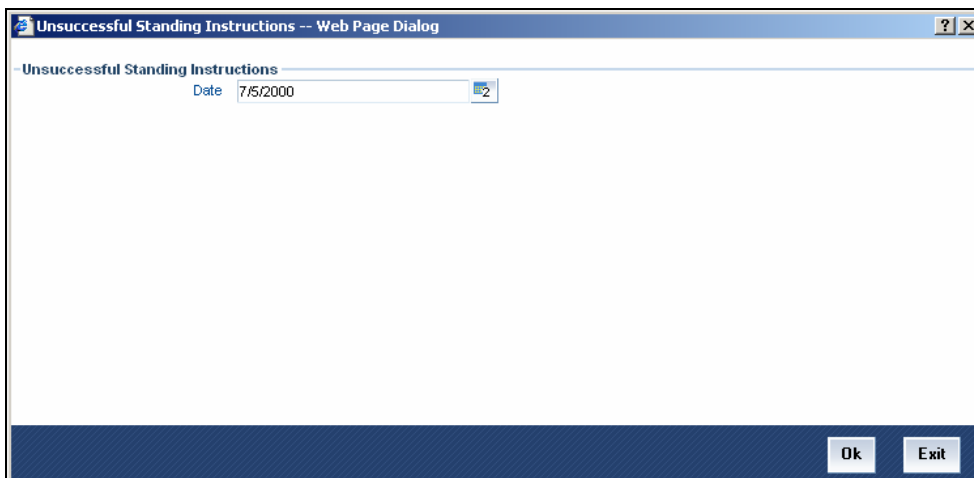 Unsuccessful Standing Instructions -- Web Page Dialog
Unsuccessful Standing Instructions
Date 7/5/2000
Ok Exit